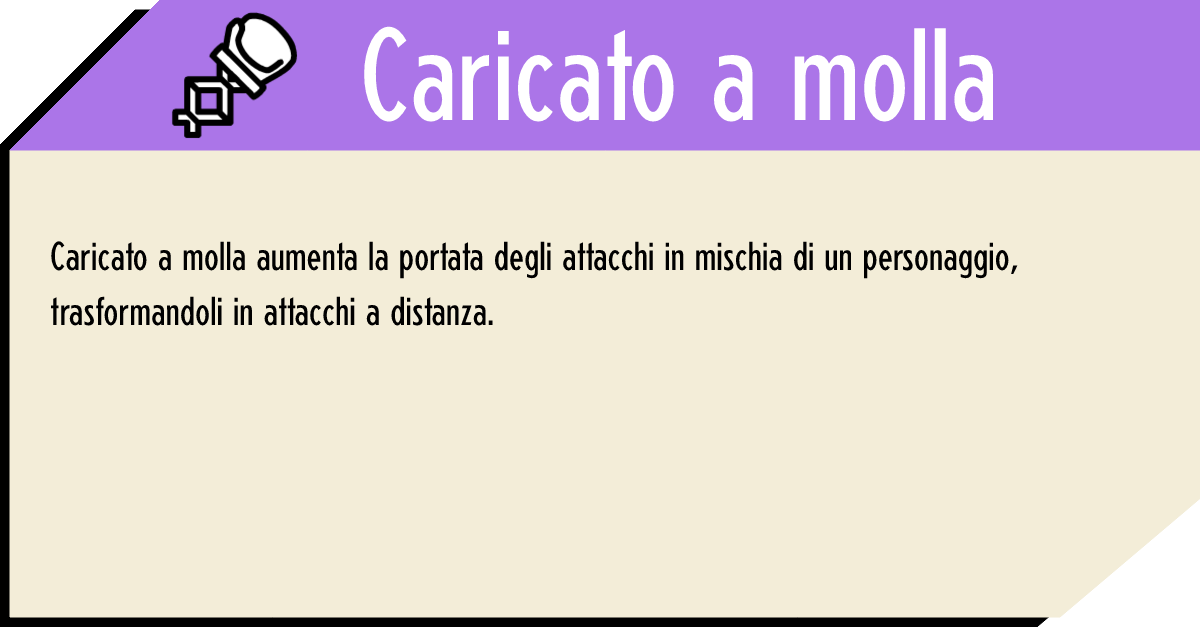 Caricato a molla
Caricato a molla aumenta la portata degli attacchi in mischia di un personaggio,
trasformandoli in attacchi a distanza.